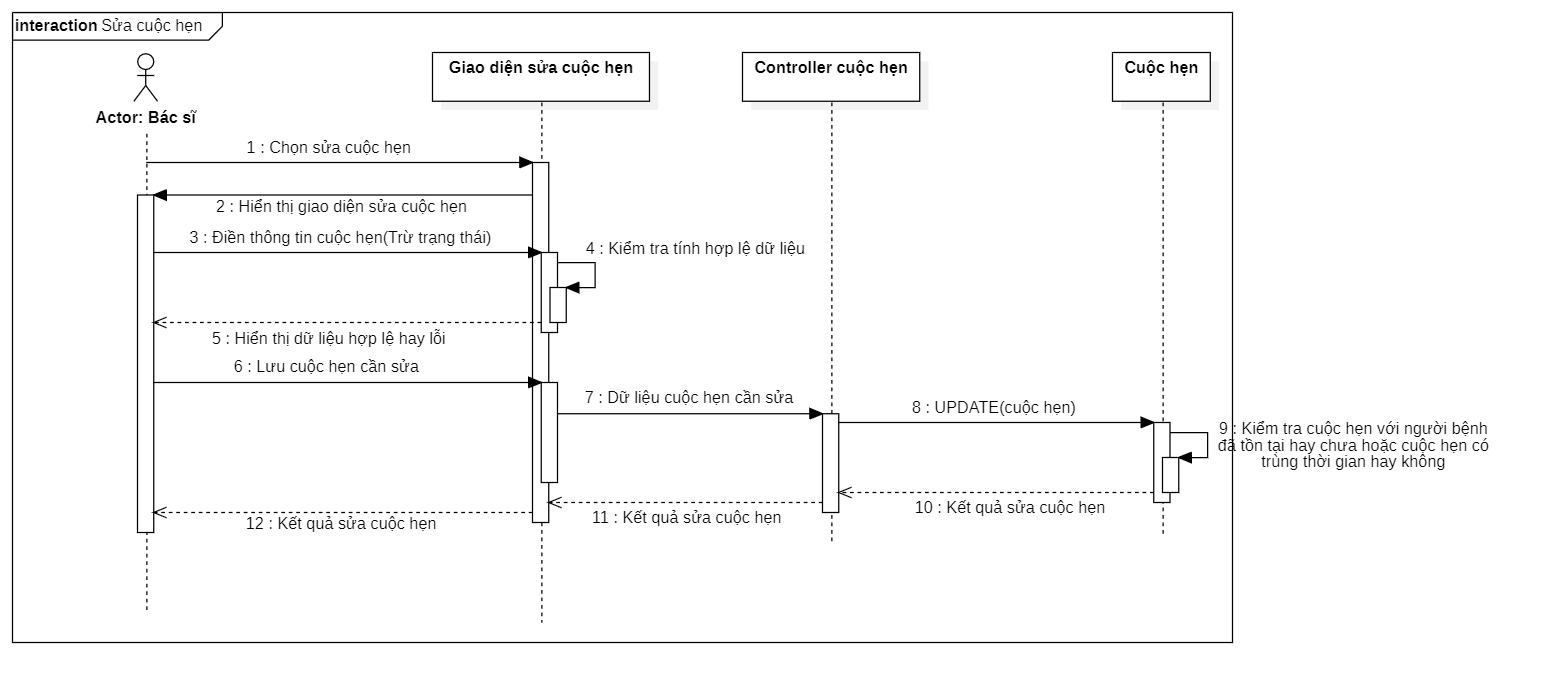 interaction Sửa cuộc hẹn
Actor: Bác sĩ
Giao diện sửa cuộc hẹn
Controller cuộc hẹn
Cuộc hẹn
1 : Chọn sửa cuộc hẹn
2 : Hiển thị giao diện sửa cuộc hẹn
3 : Điền thông tin cuộc hẹn(Trừ trạng thái)
4 : Kiểm tra tính hợp lệ dữ liệu
5 : Hiển thị dữ liệu hợp lệ hay lỗi
6 : Lưu cuộc hẹn cần sửa
7 : Dữ liệu cuộc hẹn cần sửa
8 : UPDATE(cuộc hẹn)
9 : Kiểm tra cuộc hẹn với người bệnh
đã tồn tại hay chưa hoặc cuộc hẹn có
trùng thời gian hay không
10 : Kết quả sửa cuộc hẹn
11 : Kết quả sửa cuộc hẹn
12 : Kết quả sửa cuộc hẹn